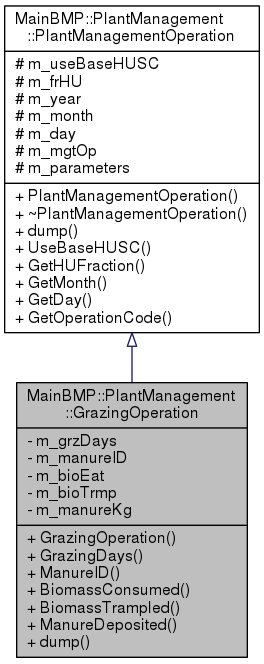 MainBMP::PlantManagement
::PlantManagementOperation
# m_useBaseHUSC
# m_frHU
# m_year
# m_month
# m_day
# m_mgtOp
# m_parameters
+ PlantManagementOperation()
+ ~PlantManagementOperation()
+ dump()
+ UseBaseHUSC()
+ GetHUFraction()
+ GetMonth()
+ GetDay()
+ GetOperationCode()
MainBMP::PlantManagement
::GrazingOperation
- m_grzDays
- m_manureID
- m_bioEat
- m_bioTrmp
- m_manureKg
+ GrazingOperation()
+ GrazingDays()
+ ManureID()
+ BiomassConsumed()
+ BiomassTrampled()
+ ManureDeposited()
+ dump()